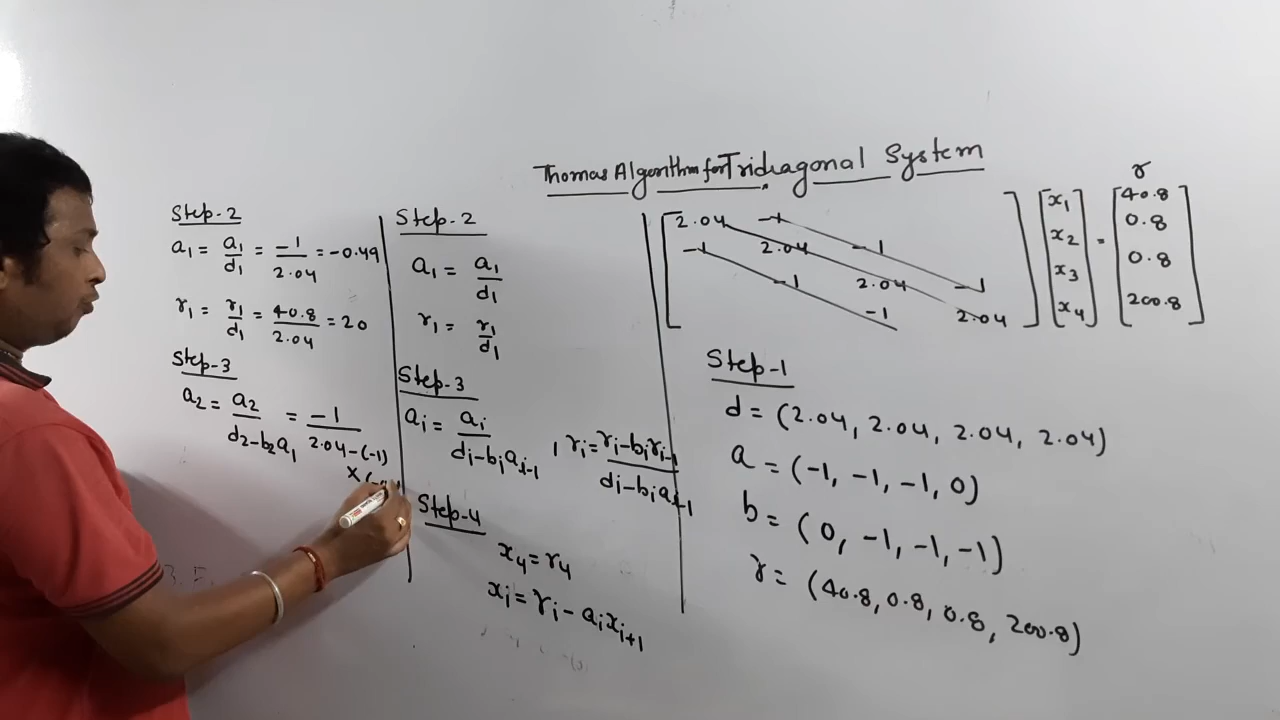 Thomas Algorithm for Tridiagonal System
Step-2
a₁ = a₁/d₁ = -1/2.04 = -0.49
r₁ = r₁/d₁ = 40.8/2.04 = 20
Step-3
a₂ = a₂/(d₂-b₂a₁) = -1/(2.04-(-1)
×(-0
Step-2
a₁ = a₁/d₁
r₁ = r₁/d₁
Step-3
aᵢ = aᵢ/(dᵢ-bᵢaᵢ₋₁) , rᵢ = (rᵢ-bᵢrᵢ₋₁)/(dᵢ-bᵢaᵢ₋₁)
Step-4
x₄ = r₄
xᵢ = rᵢ - aᵢxᵢ₊₁
r
2.04 -1 x₁ 40.8
-1 2.04 -1 x₂ = 0.8
-1 2.04 -1 x₃ 0.8
-1 2.04 x₄ 200.8
Step-1
d = (2.04, 2.04, 2.04, 2.04)
a = (-1, -1, -1, 0)
b = (0, -1, -1, -1)
r = (40.8, 0.8, 0.8, 200.8)